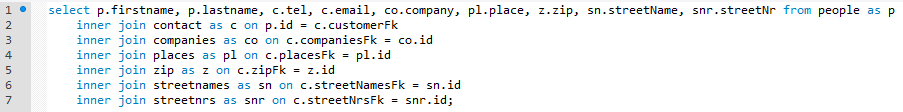 1 select p.firstname, p.lastname, c.tel, c.email, co.company, pl.place, z.zip, sn.streetName, snr.streetNr from people as p
2 inner join contact as c on p.id = c.customerFk
3 inner join companies as co on c.companiesFk = co.id
4 inner join places as pl on c.placesFk = pl.id
5 inner join zip as z on c.zipFk = z.id
6 inner join streetnames as sn on c.streetNamesFk = sn.id
7 inner join streetnrs as snr on c.streetNrsFk = snr.id;